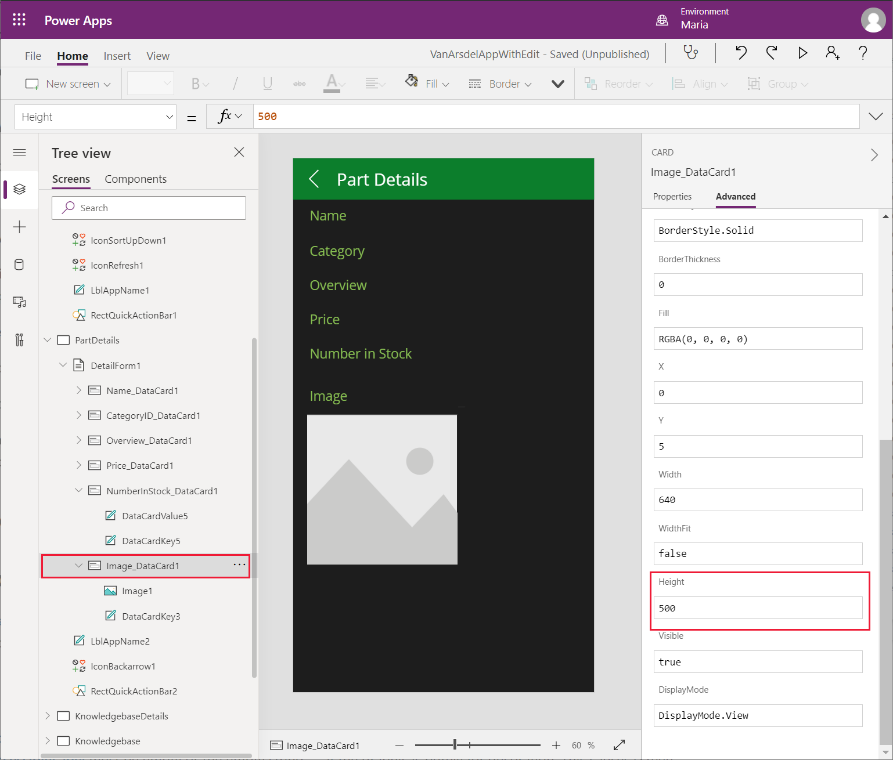 Power Apps
Environment
Maria
File Home Insert View
VanArsdelAppWithEdit - Saved (Unpublished)
?
New screen B / U abc A Fill Border Reorder Align Group
Height = fx 500
Tree view
Screens Components
Search
IconSortUpDown1
IconRefresh1
LblAppName1
RectQuickActionBar1
PartDetails
DetailForm1
Name_DataCard1
CategoryID_DataCard1
Overview_DataCard1
Price_DataCard1
NumberInStock_DataCard1
DataCardValue5
DataCardKey5
Image_DataCard1 ...
Image1
DataCardKey3
LblAppName2
IconBackarrow1
RectQuickActionBar2
KnowledgebaseDetails
Knowledgebase
Part Details
Name
Category
Overview
Price
Number in Stock
Image
Image_DataCard1
60 %
CARD
Image_DataCard1
Properties Advanced
BorderStyle.Solid
BorderThickness
0
Fill
RGBA(0, 0, 0, 0)
X
0
Y
5
Width
640
WidthFit
false
Height
500
Visible
true
DisplayMode
DisplayMode.View